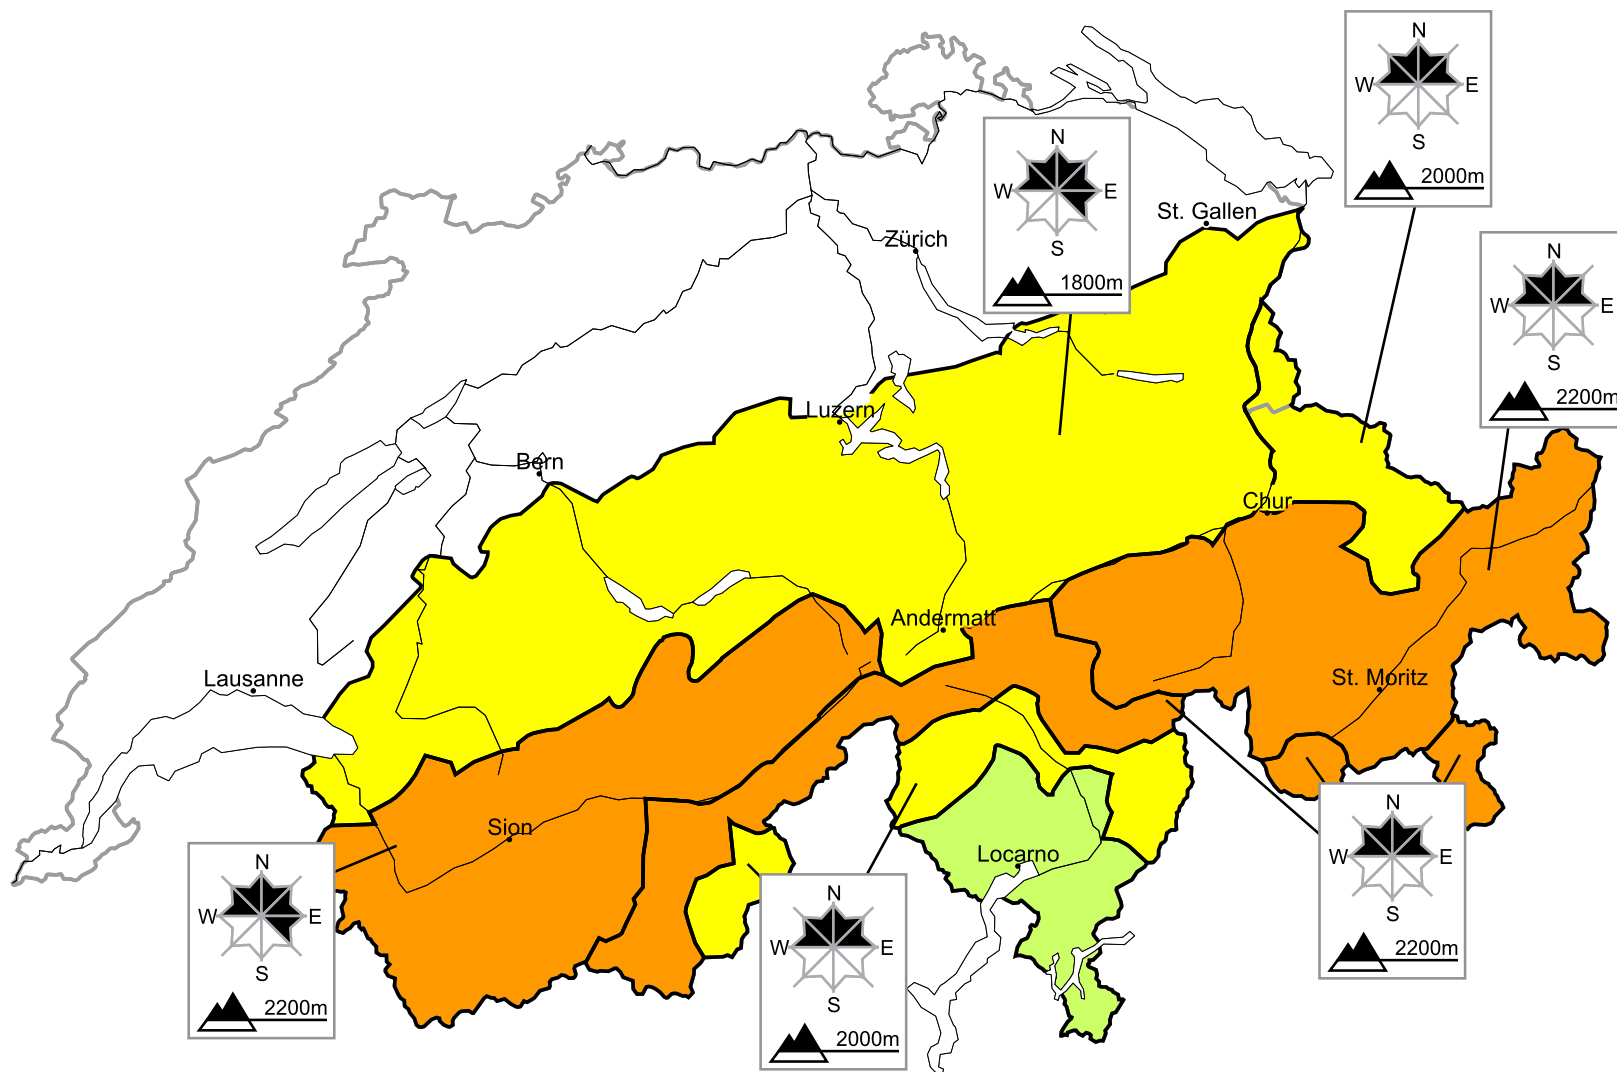 N
W E
S
2000m
N
W E
S
1800m
St. Gallen
Zürich
N
W E
S
2200m
Luzern
Bern
Chur
Andermatt
Lausanne
St. Moritz
Sion
Locarno
N
W E
S
2200m
N
W E
S
2000m
N
W E
S
2200m